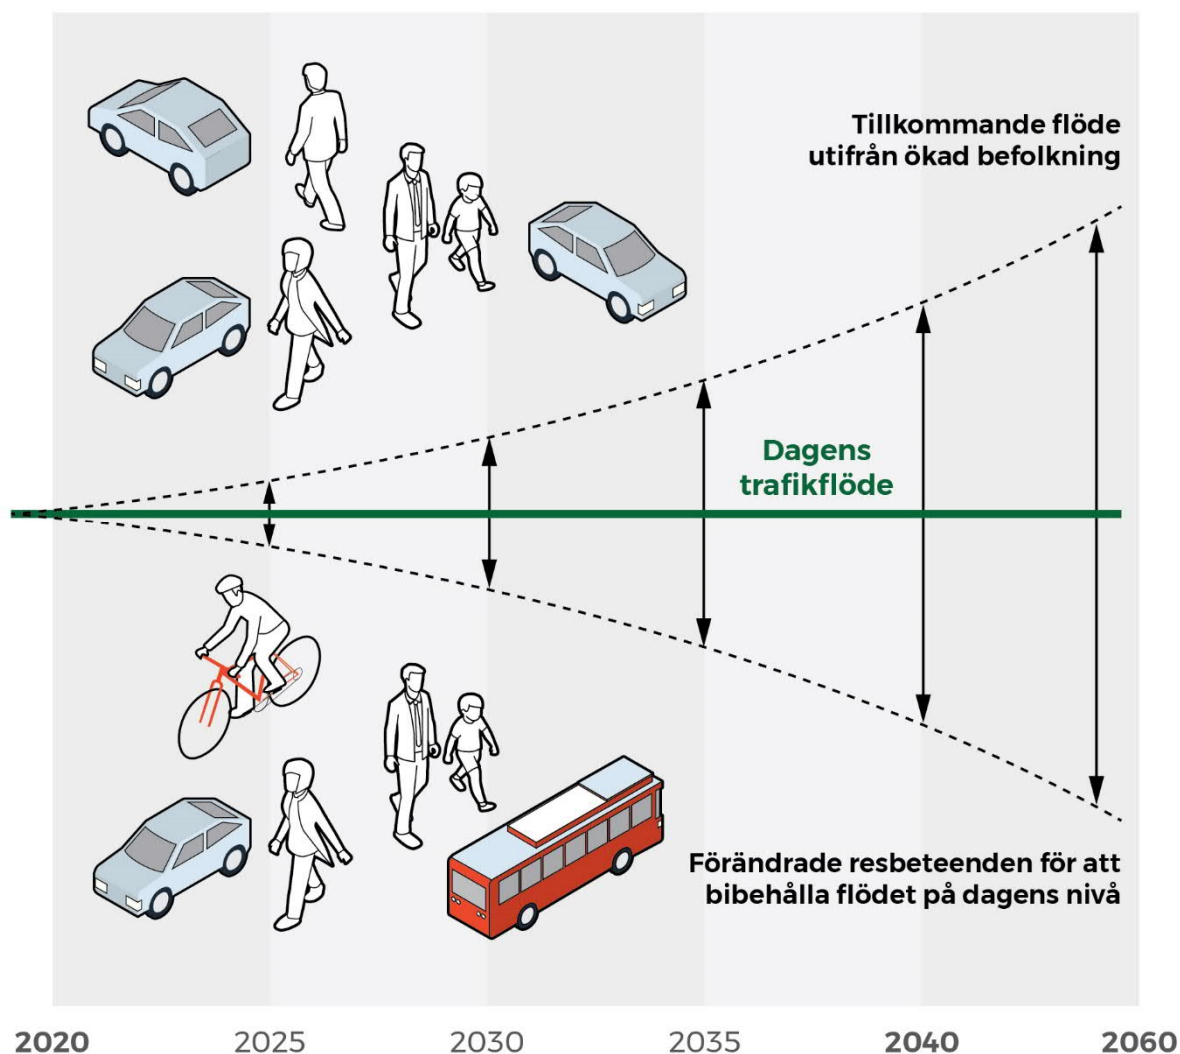 Tillkommande flöde
utifrån ökad befolkning
Dagens
trafikflöde
Förändrade resbeteenden för att
bibehålla flödet på dagens nivå
2020 2025 2030 2035 2040 2060